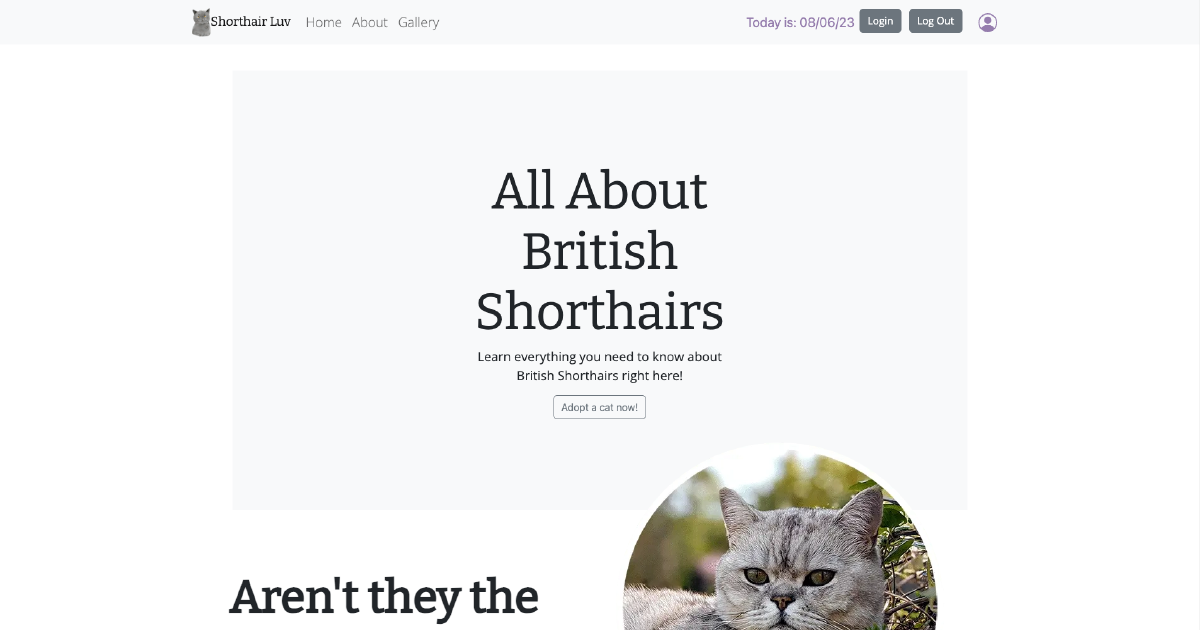 Shorthair Luv Home About Gallery Today is: 08/06/23 Login Log Out
All About
British
Shorthairs
Learn everything you need to know about
British Shorthairs right here!
Adopt a cat now!
Aren't they the